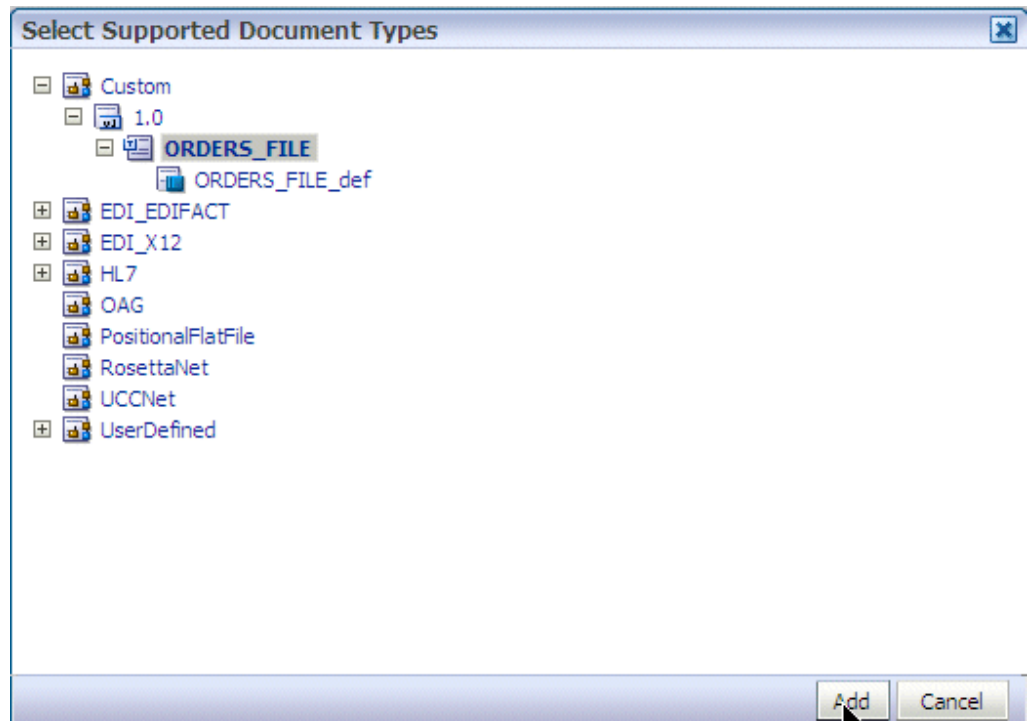 Select Supported Document Types
Custom
1.0
ORDERS_FILE
ORDERS_FILE_def
EDI_EDIFACT
EDI_X12
HL7
OAG
PositionalFlatFile
RosettaNet
UCCNet
UserDefined
Add Cancel